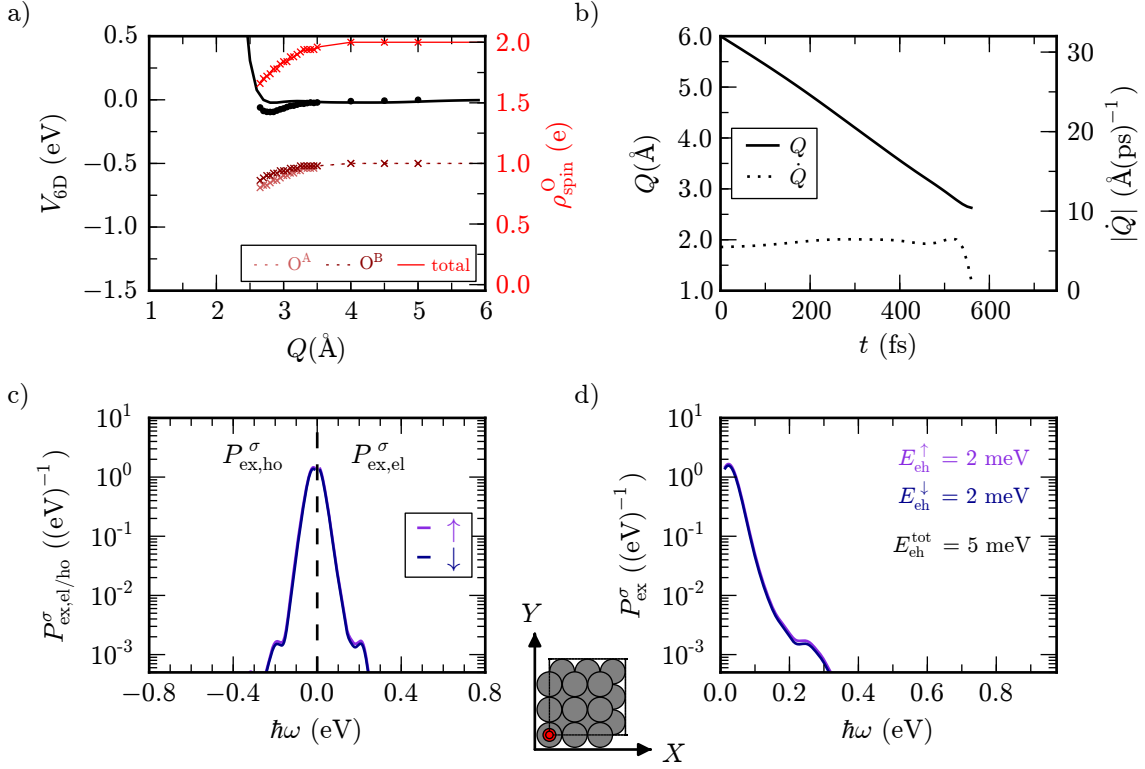 a)
0.5
0.0
−0.5
−1.0
−1.5
V6D (eV)
2.0
1.5
1.0
0.5
0.0
ρ^O_spin (e)
O^A O^B total
1 2 3 4 5 6
Q(Å)
b)
6.0
5.0
4.0
3.0
2.0
1.0
Q(Å)
30
20
10
0
|Q̇| (Å(ps)^−1)
Q
Q̇
0 200 400 600
t (fs)
c)
10^1
10^0
10^−1
10^−2
10^−3
P^σ_ex,el/ho ((eV)^−1)
P^σ_ex,ho P^σ_ex,el
↑
↓
−0.8 −0.4 0.0 0.4 0.8
ħω (eV)
Y
X
d)
10^1
10^0
10^−1
10^−2
10^−3
P^σ_ex ((eV)^−1)
E^↑_eh = 2 meV
E^↓_eh = 2 meV
E^tot_eh = 5 meV
0.0 0.2 0.4 0.6 0.8
ħω (eV)